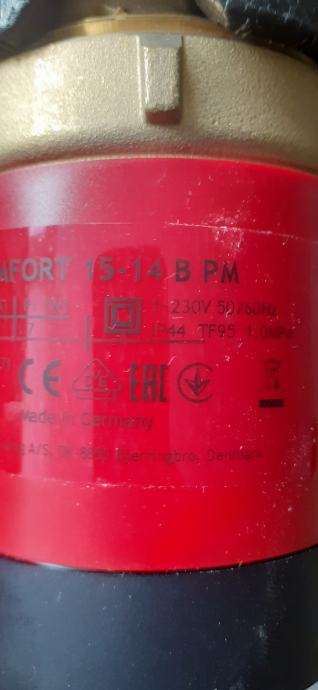 AFORT 15-14 B PM
1~230V 50/60Hz
7 IP44 TF95 1.0MPa
CE EAC
Made in Germany
A/S, DK-8850 Bjerringbro, Denmark